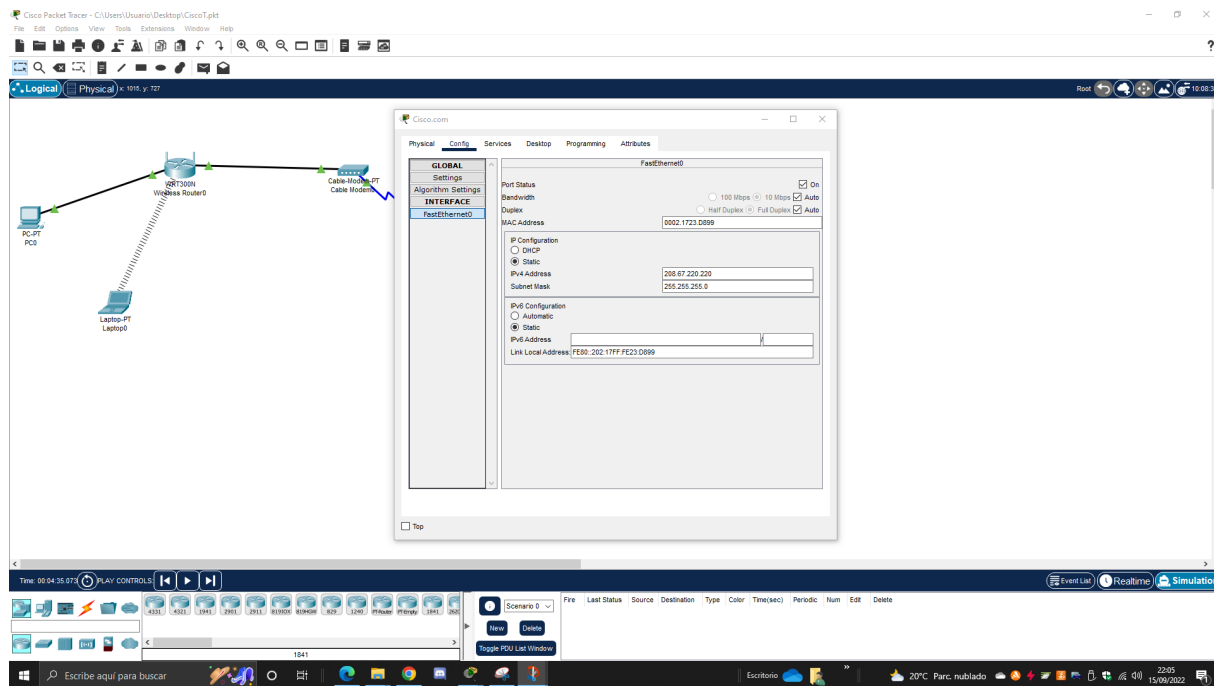 Cisco Packet Tracer - C:\Users\Usuario\Desktop\CiscoT.pkt
File Edit Options View Tools Extensions Window Help
Logical Physical x: 1015, y: 727 Root 10:08:3
Cisco.com
Physical Config Services Desktop Programming Attributes
GLOBAL
Settings
Algorithm Settings
INTERFACE
FastEthernet0
FastEthernet0
Port Status On
Bandwidth 100 Mbps 10 Mbps Auto
Duplex Half Duplex Full Duplex Auto
MAC Address 0002.1723.D899
IP Configuration
DHCP
Static
IPv4 Address 208.67.220.220
Subnet Mask 255.255.255.0
IPv6 Configuration
Automatic
Static
IPv6 Address /
Link Local Address: FE80::202:17FF:FE23:D899
Top
WRT300N
Wireless Router0
Cable-Modem-PT
Cable Modem0
PC-PT
PC0
Laptop-PT
Laptop0
Time: 00:04:35.073 PLAY CONTROLS: Event List Realtime Simulatio
4331 4321 1941 2901 2911 819IOX 819HGW 829 1240 PT-Router PT-Empty 1841 262
1841
Scenario 0
New Delete
Toggle PDU List Window
Fire Last Status Source Destination Type Color Time(sec) Periodic Num Edit Delete
Escribe aquí para buscar
Escritorio
20°C Parc. nublado
22:05
15/09/2022